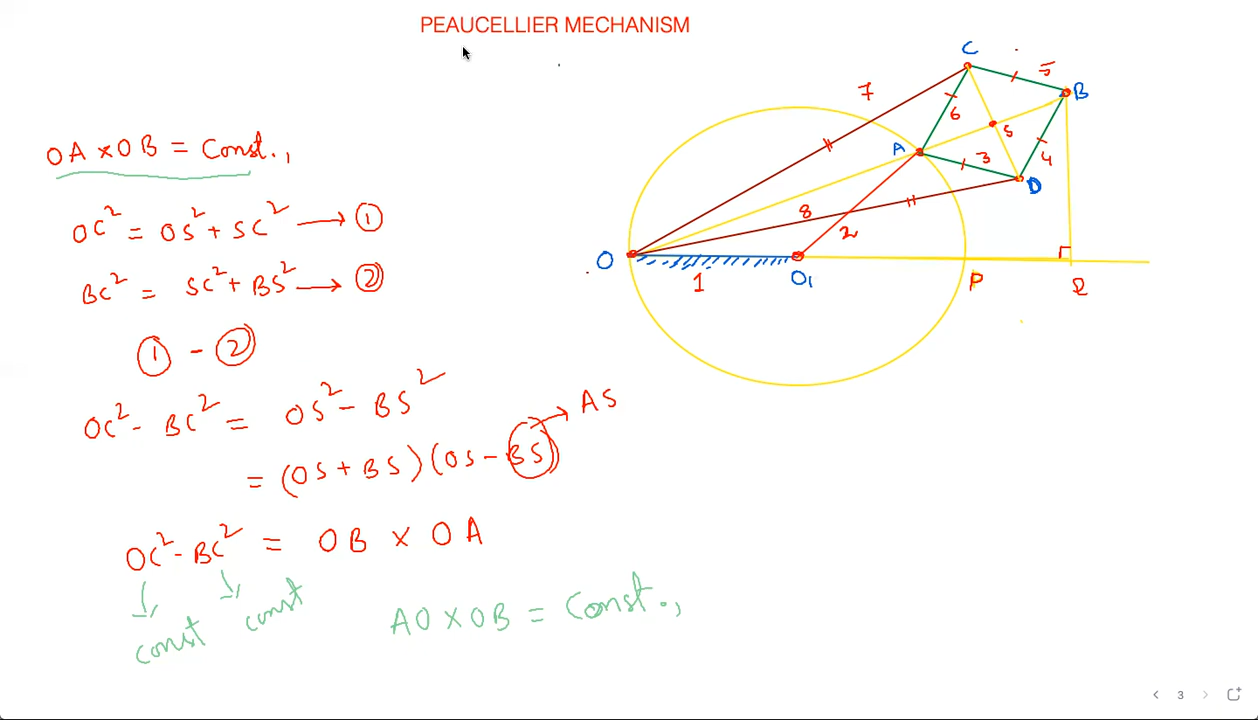 PEAUCELLIER MECHANISM
OA × OB = Const.,
OC² = OS² + SC² → ①
BC² = SC² + BS² → ②
① - ②
OC² - BC² = OS² - BS²
= (OS + BS) (OS - BS) → AS
OC² - BC² = OB × OA
const const
AO × OB = Const.,
C
7
5
B
6
S
A
3
4
D
8
2
O
O₁
1
P
R
3